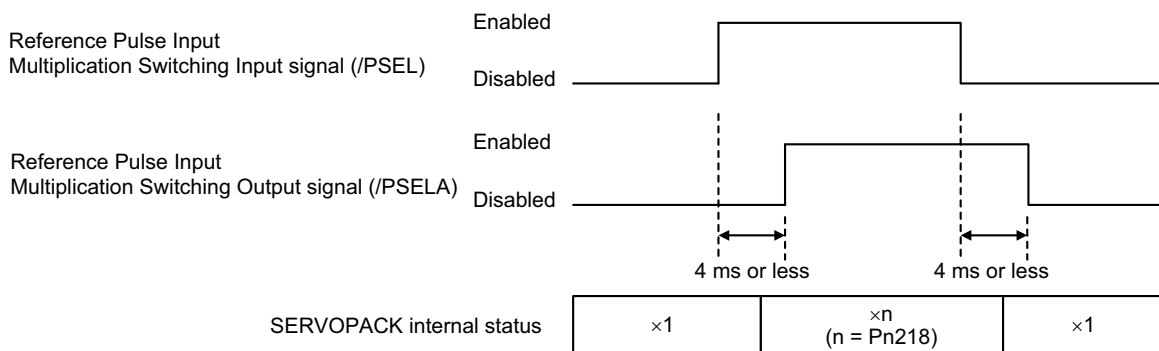 Reference Pulse Input
Multiplication Switching Input signal (/PSEL)
Enabled
Disabled
Reference Pulse Input
Multiplication Switching Output signal (/PSELA)
Enabled
Disabled
4 ms or less
4 ms or less
SERVOPACK internal status
×1
×n
(n = Pn218)
×1